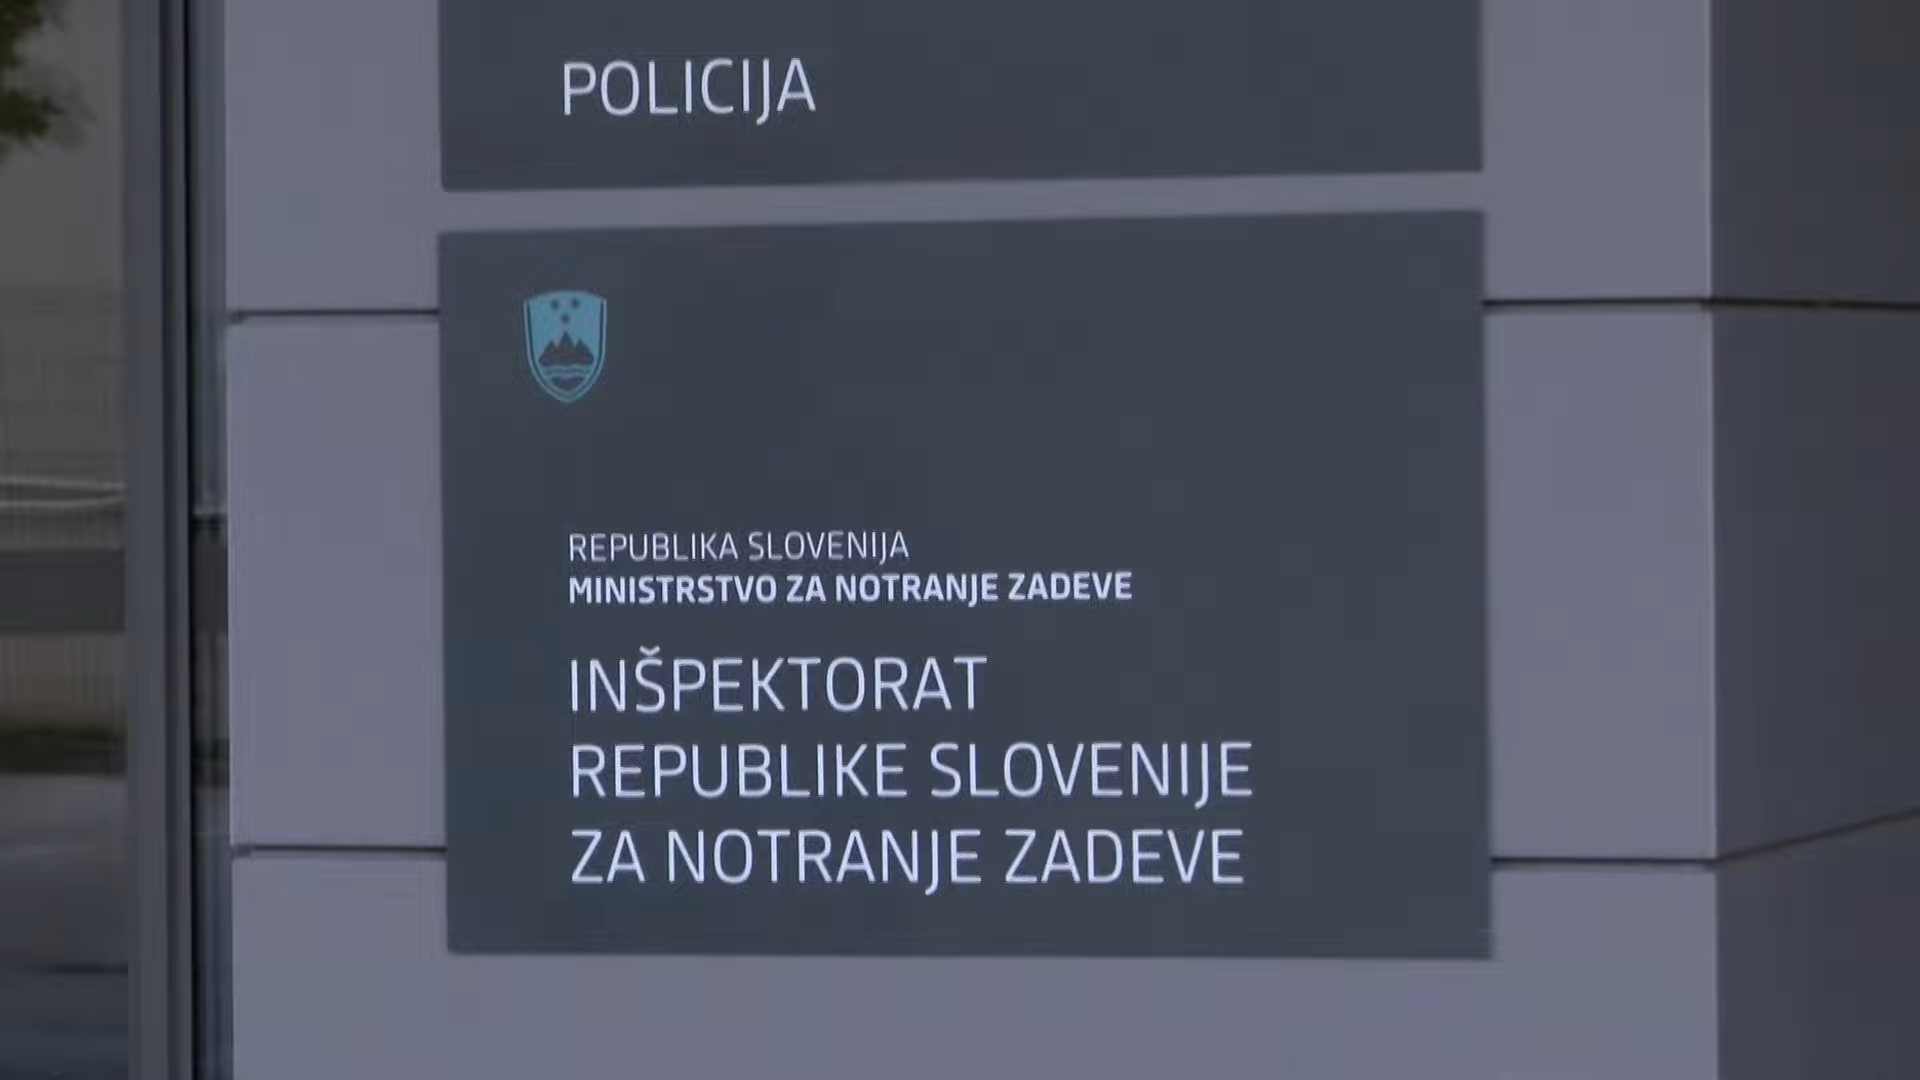 POLICIJA
REPUBLIKA SLOVENIJA
MINISTRSTVO ZA NOTRANJE ZADEVE
INŠPEKTORAT
REPUBLIKE SLOVENIJE
ZA NOTRANJE ZADEVE